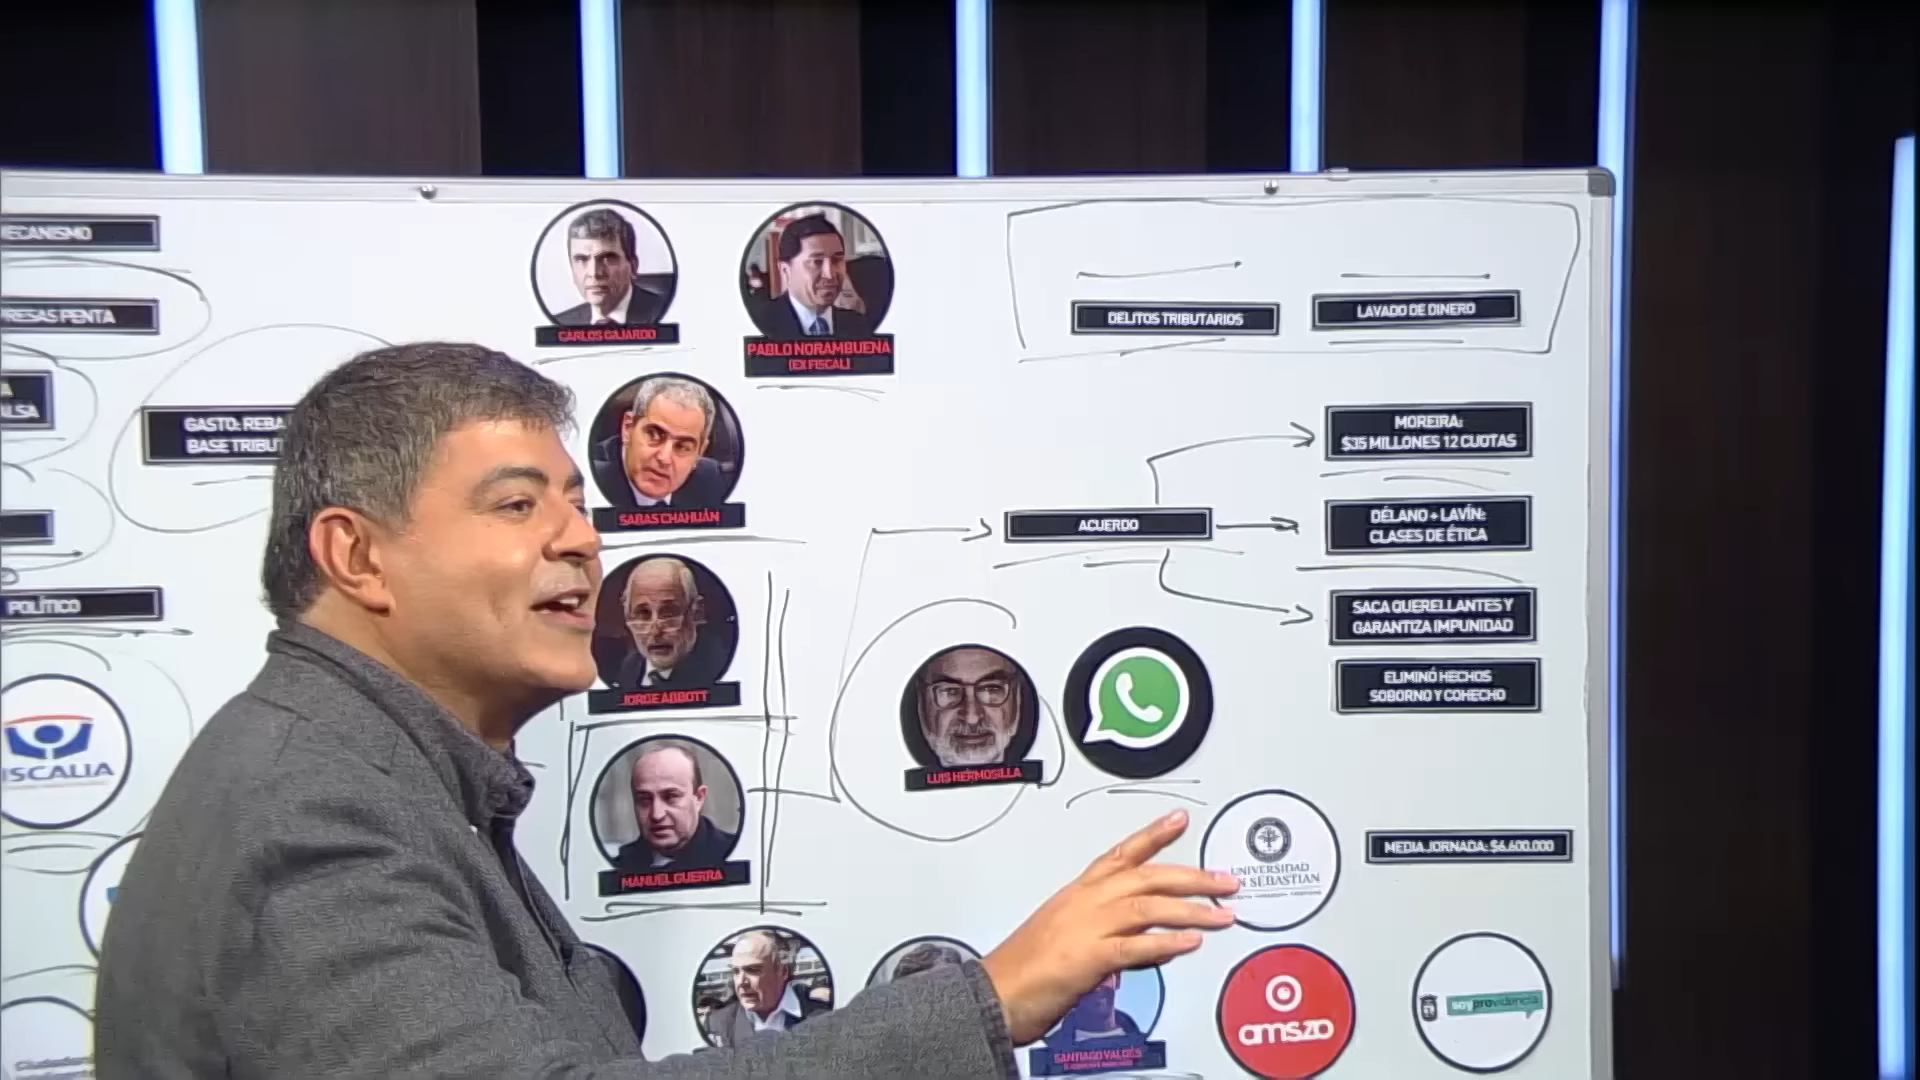 MECANISMO
PRESAS PENTA
A
ALSA
GASTO: REBA
BASE TRIBU
POLÍTICO
ISCALIA
CARLOS GAJARDO
PABLO NORAMBUENA
(EX FISCAL)
SABAS CHAHUÁN
JORGE ABBOTT
MANUEL GUERRA
DELITOS TRIBUTARIOS
LAVADO DE DINERO
ACUERDO
MOREIRA:
$35 MILLONES 12 CUOTAS
DÉLANO + LAVÍN:
CLASES DE ÉTICA
SACA QUERELLANTES Y
GARANTIZA IMPUNIDAD
ELIMINÓ HECHOS
SOBORNO Y COHECHO
LUIS HERMOSILLA
UNIVERSIDAD
N SEBASTIAN
MEDIA JORNADA: $6.600.000
SANTIAGO VALDÉS
amszo
soyprovidencia